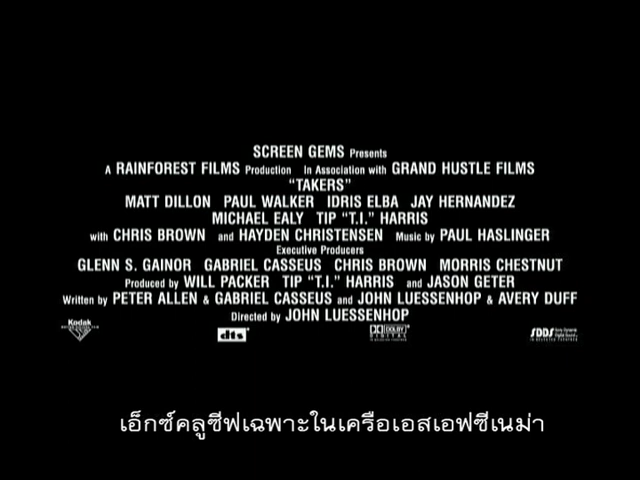 SCREEN GEMS Presents
A RAINFOREST FILMS Production In Association with GRAND HUSTLE FILMS
“TAKERS”
MATT DILLON PAUL WALKER IDRIS ELBA JAY HERNANDEZ
MICHAEL EALY TIP “T.I.” HARRIS
with CHRIS BROWN and HAYDEN CHRISTENSEN Music by PAUL HASLINGER
Executive Producers
GLENN S. GAINOR GABRIEL CASSEUS CHRIS BROWN MORRIS CHESTNUT
Produced by WILL PACKER TIP “T.I.” HARRIS and JASON GETER
Written by PETER ALLEN & GABRIEL CASSEUS and JOHN LUESSENHOP & AVERY DUFF
Directed by JOHN LUESSENHOP
Kodak
dts
DOLBY
DIGITAL
SDDS Sony Dynamic
Digital Sound
เอ็กซ์คลูซีฟเฉพาะในเครือเอสเอฟซีเนม่า